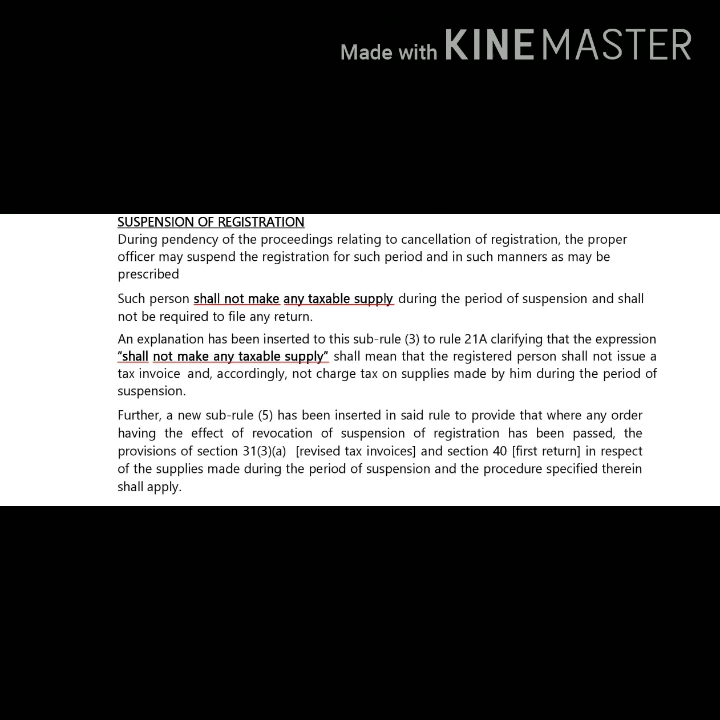 Made with KINEMASTER
SUSPENSION OF REGISTRATION
During pendency of the proceedings relating to cancellation of registration, the proper
officer may suspend the registration for such period and in such manners as may be
prescribed
Such person shall not make any taxable supply during the period of suspension and shall
not be required to file any return.
An explanation has been inserted to this sub-rule (3) to rule 21A clarifying that the expression
“shall not make any taxable supply” shall mean that the registered person shall not issue a
tax invoice and, accordingly, not charge tax on supplies made by him during the period of
suspension.
Further, a new sub-rule (5) has been inserted in said rule to provide that where any order
having the effect of revocation of suspension of registration has been passed, the
provisions of section 31(3)(a) [revised tax invoices] and section 40 [first return] in respect
of the supplies made during the period of suspension and the procedure specified therein
shall apply.